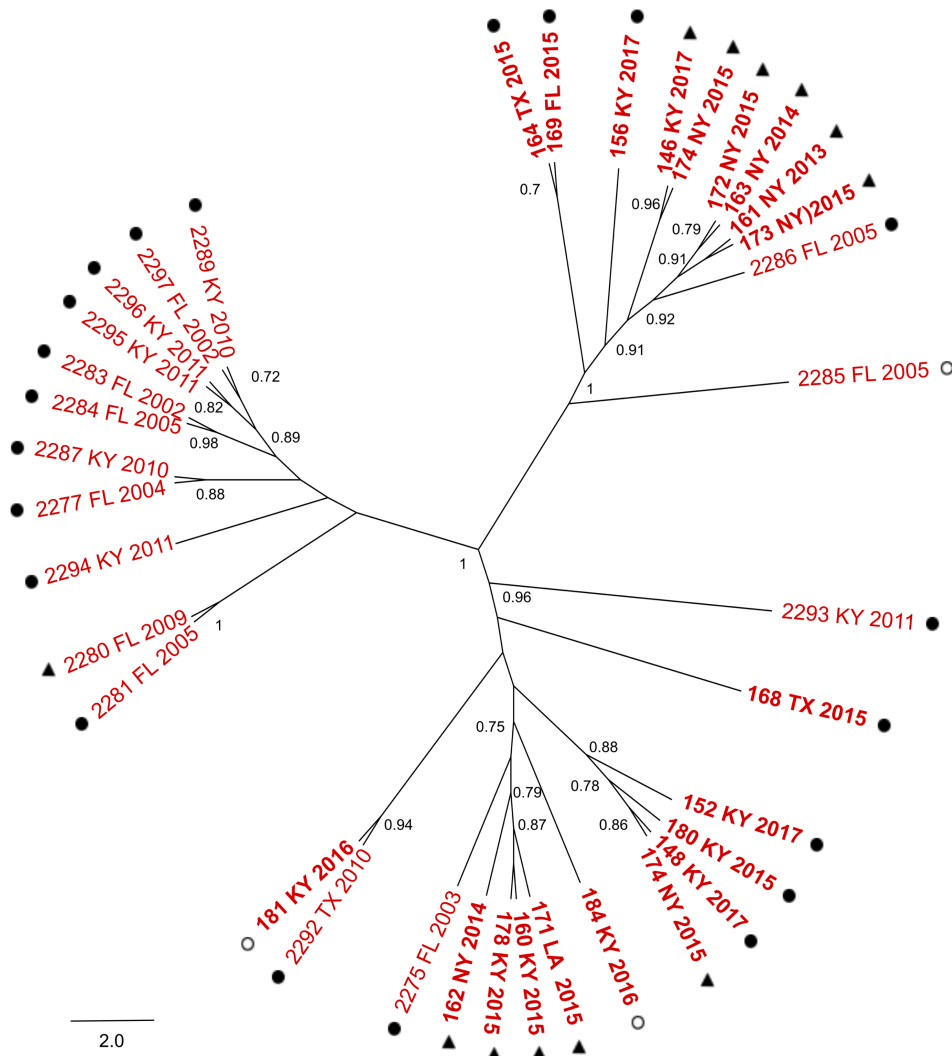 164 TX 2015
169 FL 2015
156 KY 2017
146 KY 2017
174 NY 2015
172 NY 2015
163 NY 2014
161 NY 2013
173 NY)2015
2286 FL 2005
2285 FL 2005
0.7
0.96
0.79
0.91
0.92
0.91
1
2289 KY 2010
2297 FL 2002
2296 KY 2011
2295 KY 2011
2283 FL 2002
2284 FL 2005
2287 KY 2010
2277 FL 2004
2294 KY 2011
2280 FL 2009
2281 FL 2005
0.72
0.82
0.89
0.98
0.88
1
1
0.96
2293 KY 2011
168 TX 2015
0.75
0.88
0.78
0.79
0.87
0.86
0.94
152 KY 2017
180 KY 2015
148 KY 2017
174 NY 2015
184 KY 2016
171 LA 2015
160 KY 2015
178 KY 2015
162 NY 2014
2275 FL 2003
2292 TX 2010
181 KY 2016
2.0